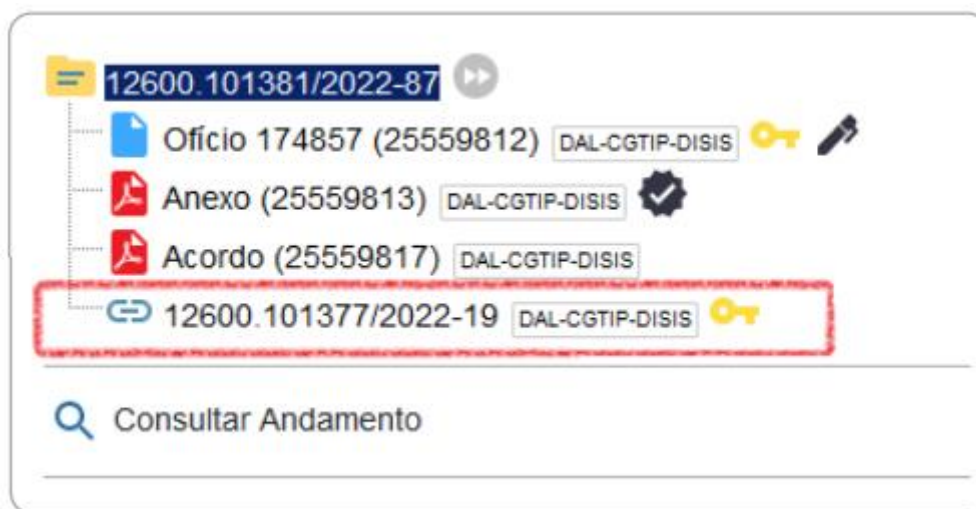 12600.101381/2022-87
Ofício 174857 (25559812) DAL-CGTIP-DISIS
Anexo (25559813) DAL-CGTIP-DISIS
Acordo (25559817) DAL-CGTIP-DISIS
12600.101377/2022-19 DAL-CGTIP-DISIS
Consultar Andamento